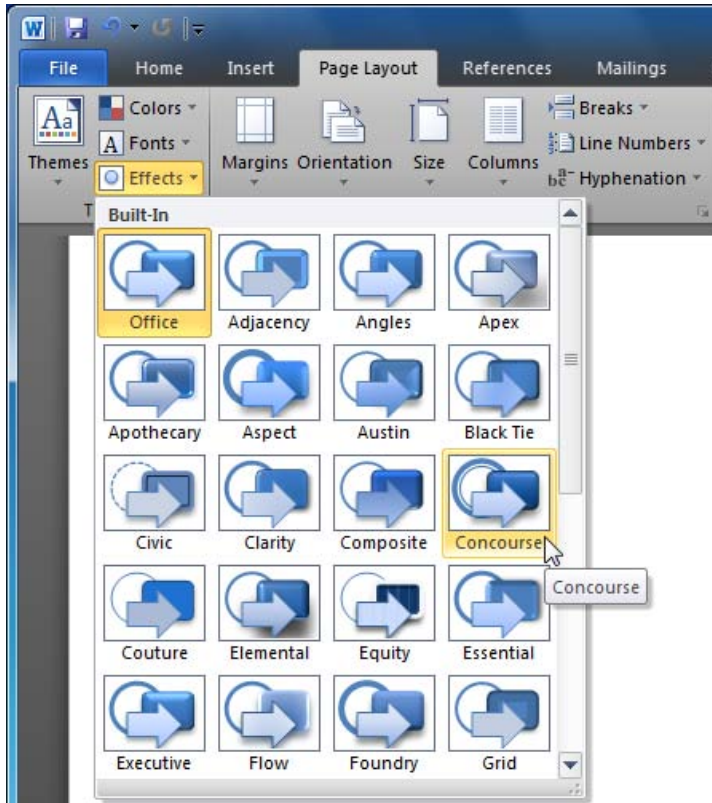 W
File Home Insert Page Layout References Mailings
Aa Colors Breaks
A Fonts Line Numbers
Themes Effects Margins Orientation Size Columns Hyphenation
T
Built-In
Office Adjacency Angles Apex
Apothecary Aspect Austin Black Tie
Civic Clarity Composite Concourse
Concourse
Couture Elemental Equity Essential
Executive Flow Foundry Grid